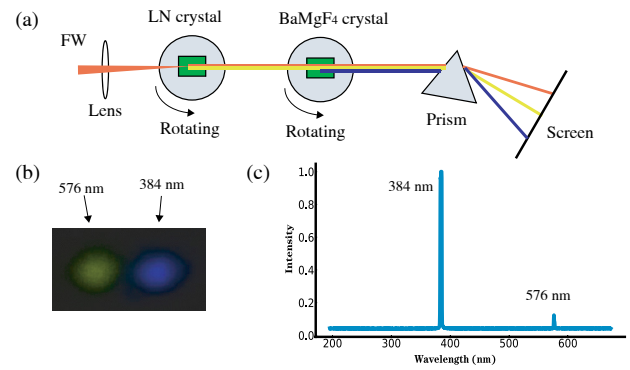 (a)
LN crystal
BaMgF4 crystal
FW
Lens
Rotating
Rotating
Prism
Screen
(b)
576 nm
384 nm
(c)
384 nm
576 nm
Intensity
1.0
0.8
0.6
0.4
0.2
0.0
200
300
400
500
600
Wavelength (nm)